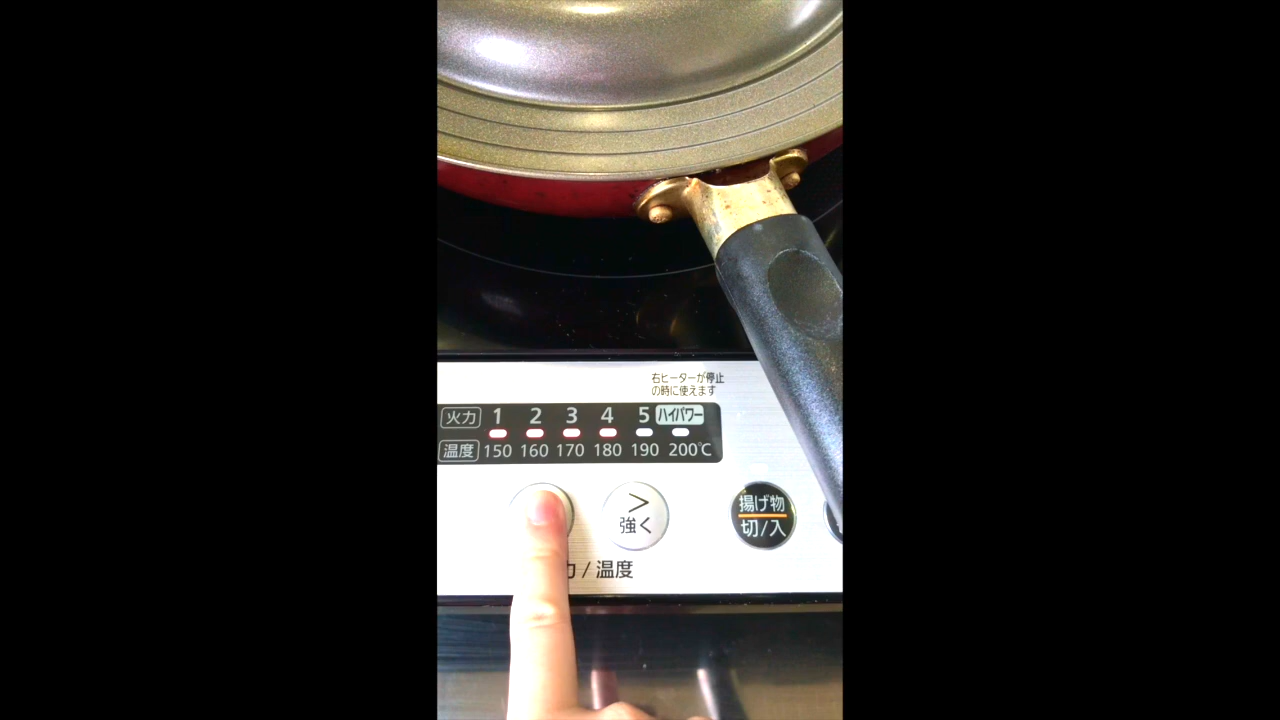 右ヒーターが停止
の時に使えます
火力 1 2 3 4 5 ハイパワー
温度 150 160 170 180 190 200℃
>
強く
揚げ物
切/入
力/温度